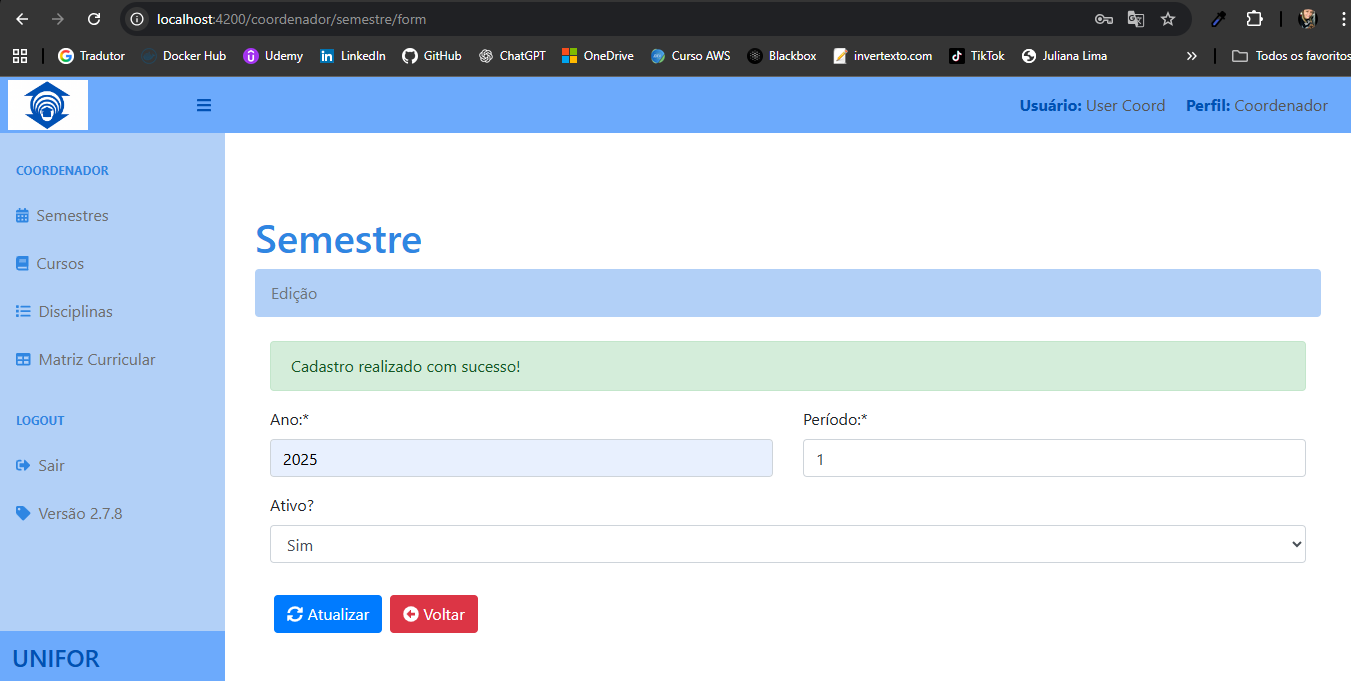 localhost:4200/coordenador/semestre/form
Tradutor Docker Hub Udemy LinkedIn GitHub ChatGPT OneDrive Curso AWS Blackbox invertexto.com TikTok Juliana Lima Todos os favoritos
Usuário: User Coord Perfil: Coordenador
COORDENADOR
Semestres
Cursos
Disciplinas
Matriz Curricular
LOGOUT
Sair
Versão 2.7.8
UNIFOR
Semestre
Edição
Cadastro realizado com sucesso!
Ano:* Período:*
2025 1
Ativo?
Sim
Atualizar Voltar